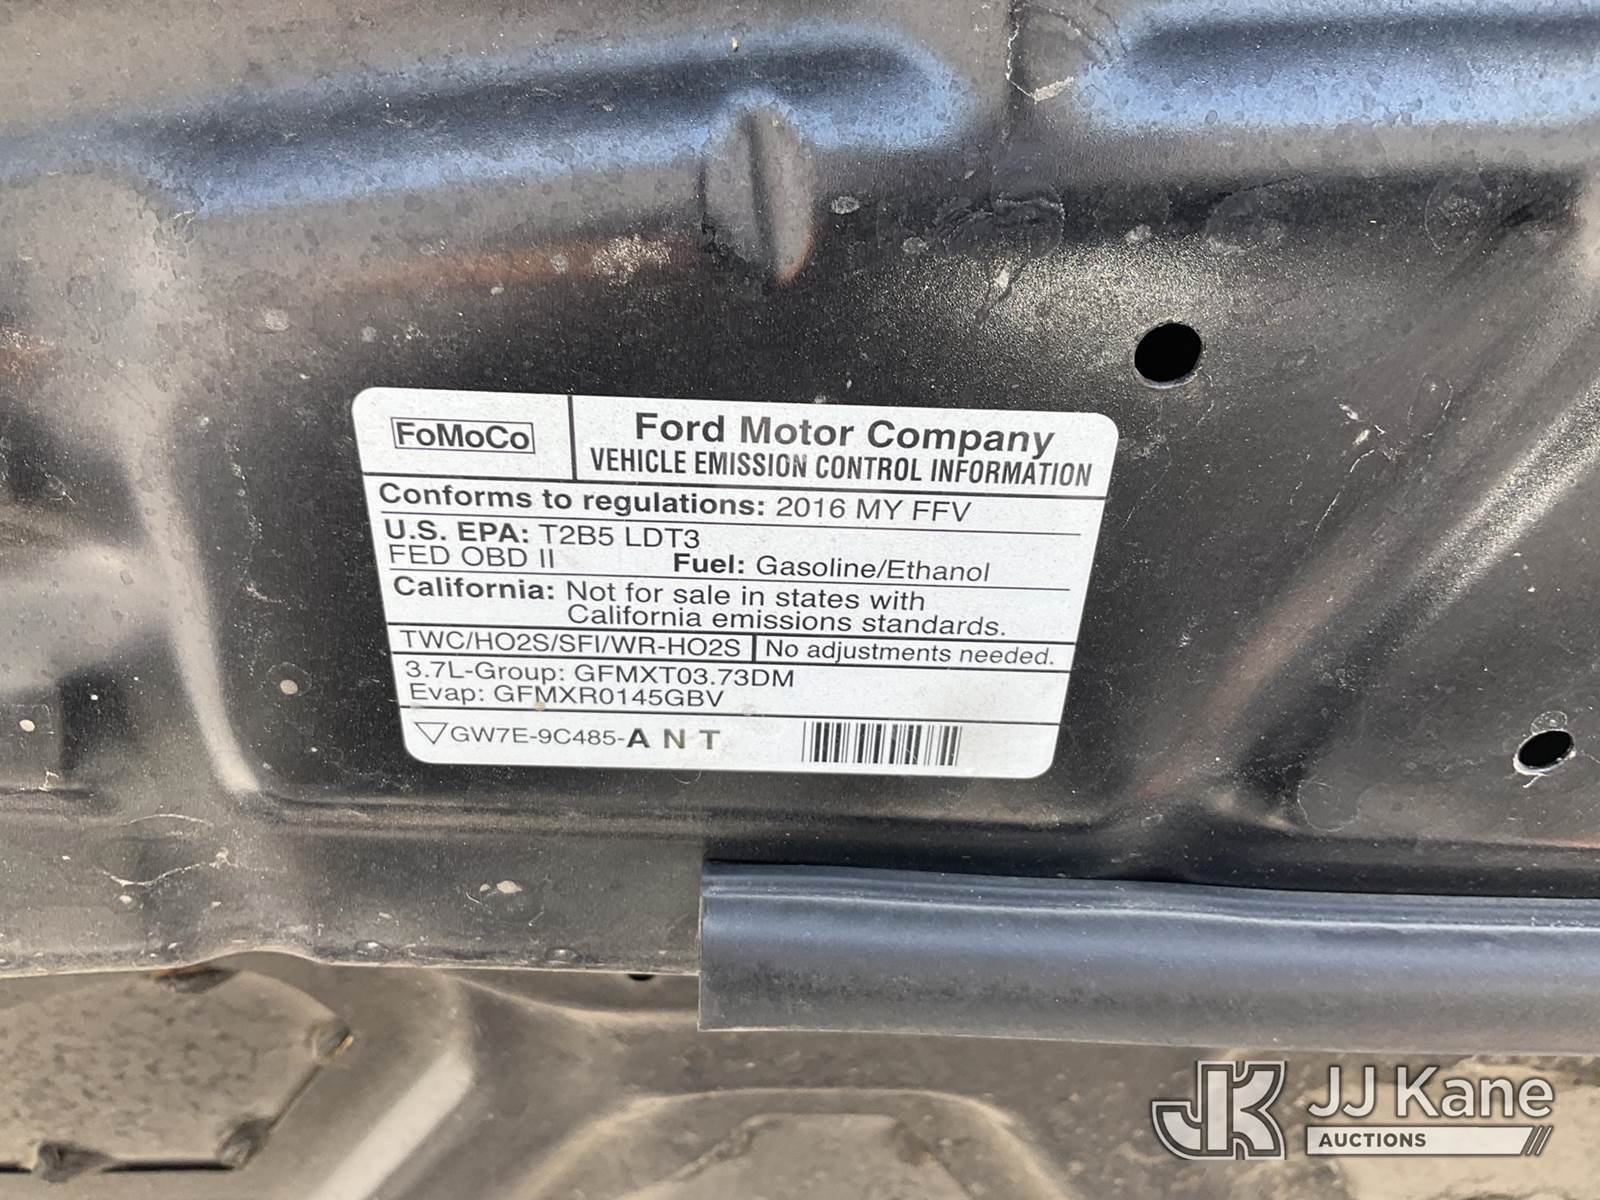 FoMoCo
Ford Motor Company
VEHICLE EMISSION CONTROL INFORMATION
Conforms to regulations: 2016 MY FFV
U.S. EPA: T2B5 LDT3
FED OBD II Fuel: Gasoline/Ethanol
California: Not for sale in states with
California emissions standards.
TWC/HO2S/SFI/WR-HO2S No adjustments needed.
3.7L-Group: GFMXT03.73DM
Evap: GFMXR0145GBV
GW7E-9C485-A N T
JK JJ Kane
AUCTIONS